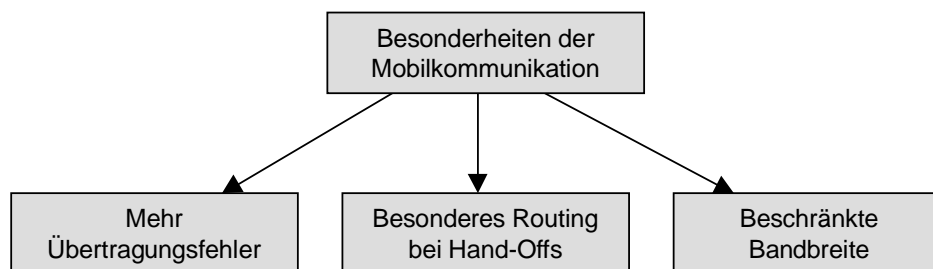 Besonderheiten der
Mobilkommunikation
Mehr
Übertragungsfehler
Besonderes Routing
bei Hand-Offs
Beschränkte
Bandbreite